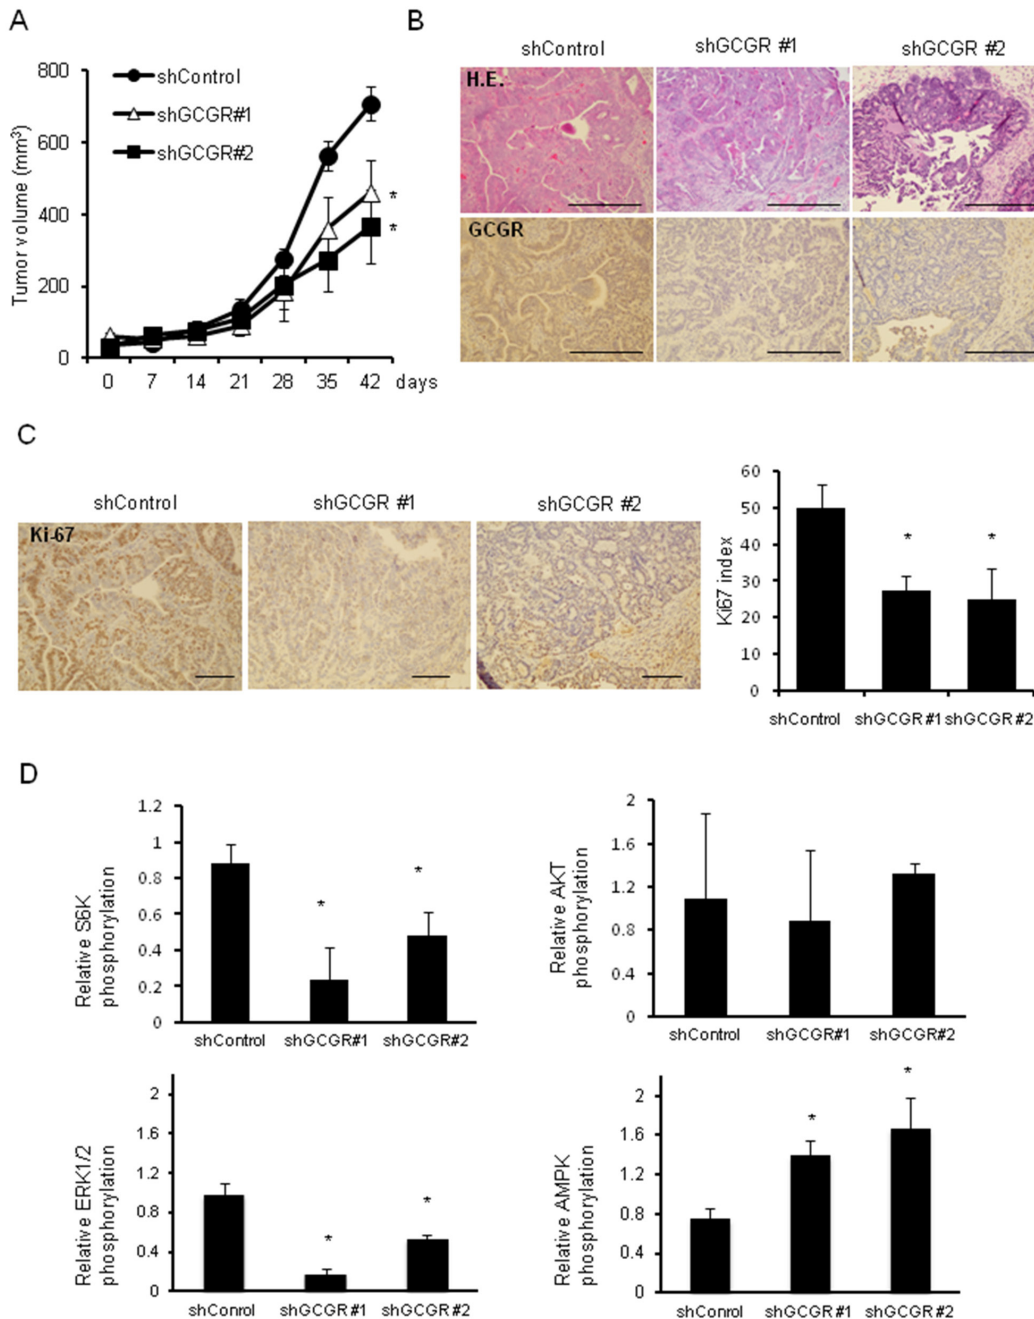 A
shControl
shGCGR#1
shGCGR#2
Tumor volume (mm³)
800
600
400
200
0
*
*
0 7 14 21 28 35 42 days
B
shControl shGCGR #1 shGCGR #2
H.E.
GCGR
C
shControl shGCGR #1 shGCGR #2
Ki-67
Ki67 index
60
50
40
30
20
10
0
* *
shControl shGCGR#1 shGCGR#2
D
Relative S6K
phosphorylation
1.2
1
0.8
0.6
0.4
0.2
0
* *
shControl shGCGR#1 shGCGR#2
Relative AKT
phosphorylation
2
1.6
1.2
0.8
0.4
0
shControl shGCGR#1 shGCGR#2
Relative ERK1/2
phosphorylation
2
1.6
1.2
0.8
0.4
0
* *
shConrol shGCGR#1 shGCGR#2
Relative AMPK
phosphorylation
2
1.6
1.2
0.8
0.4
0
* *
shConrol shGCGR#1 shGCGR#2